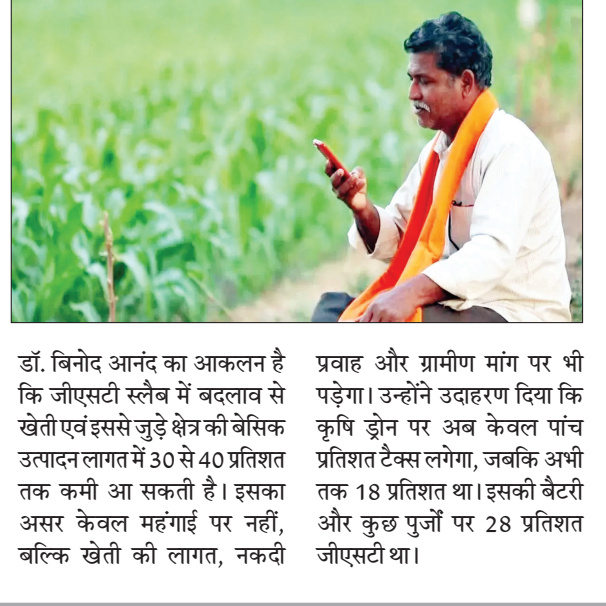 डॉ. बिनोद आनंद का आकलन है
कि जीएसटी स्लैब में बदलाव से
खेती एवं इससे जुड़े क्षेत्र की बेसिक
उत्पादन लागत में 30 से 40 प्रतिशत
तक कमी आ सकती है। इसका
असर केवल महंगाई पर नहीं,
बल्कि खेती की लागत, नकदी
प्रवाह और ग्रामीण मांग पर भी
पड़ेगा। उन्होंने उदाहरण दिया कि
कृषि ड्रोन पर अब केवल पांच
प्रतिशत टैक्स लगेगा, जबकि अभी
तक 18 प्रतिशत था। इसकी बैटरी
और कुछ पुर्जों पर 28 प्रतिशत
जीएसटी था।